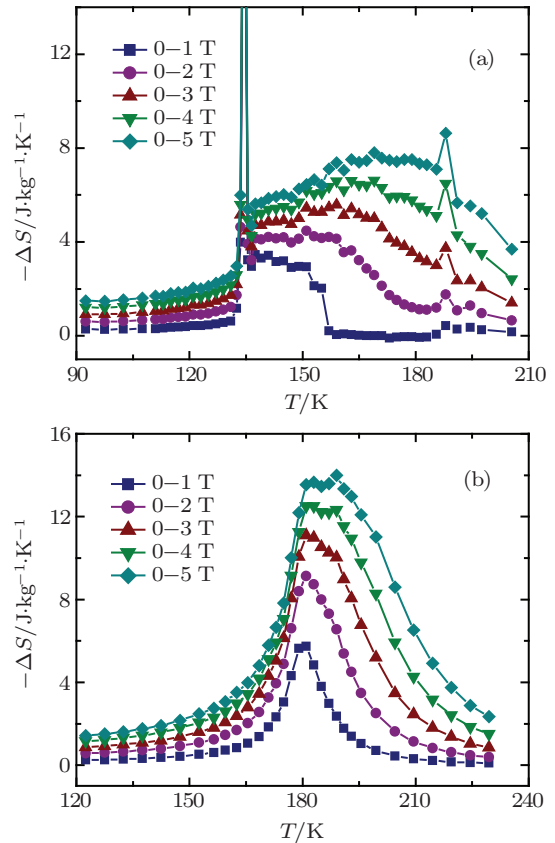 (a)
0–1 T
0–2 T
0–3 T
0–4 T
0–5 T
−ΔS/J·kg⁻¹·K⁻¹
12
8
4
0
90 120 150 180 210
T/K
(b)
0–1 T
0–2 T
0–3 T
0–4 T
0–5 T
−ΔS/J·kg⁻¹·K⁻¹
16
12
8
4
0
120 150 180 210 240
T/K